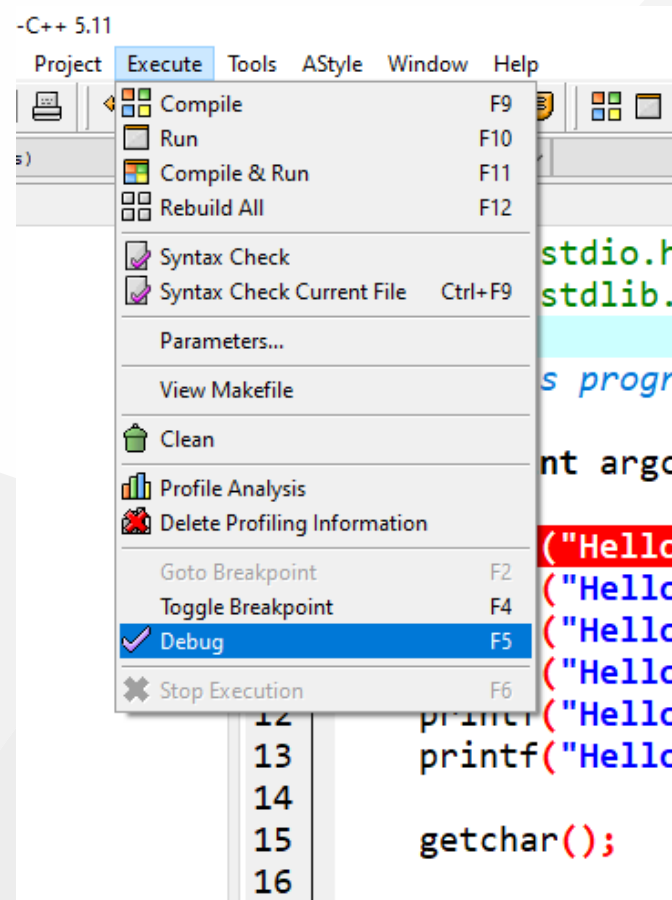 -C++ 5.11
Project Execute Tools AStyle Window Help
Compile F9
Run F10
Compile & Run F11
Rebuild All F12
s)
Syntax Check
Syntax Check Current File Ctrl+F9
Parameters...
View Makefile
Clean
Profile Analysis
Delete Profiling Information
Goto Breakpoint F2
Toggle Breakpoint F4
Debug F5
Stop Execution F6
stdio.h
stdlib.
s progr
nt argc
("Hello
("Hello
("Hello
("Hello
12 printf("Hello
13 printf("Hello
14
15 getchar();
16